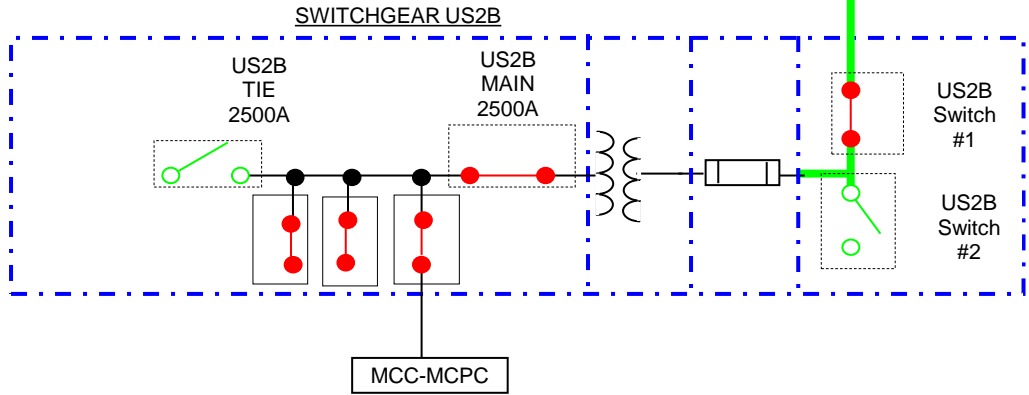 SWITCHGEAR US2B
US2B
TIE
2500A
US2B
MAIN
2500A
US2B
Switch
#1
US2B
Switch
#2
MCC-MCPC